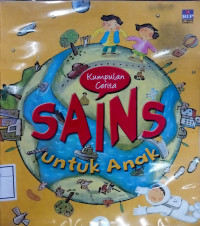 Kumpulan
Cerita
SAINS
untuk Anak